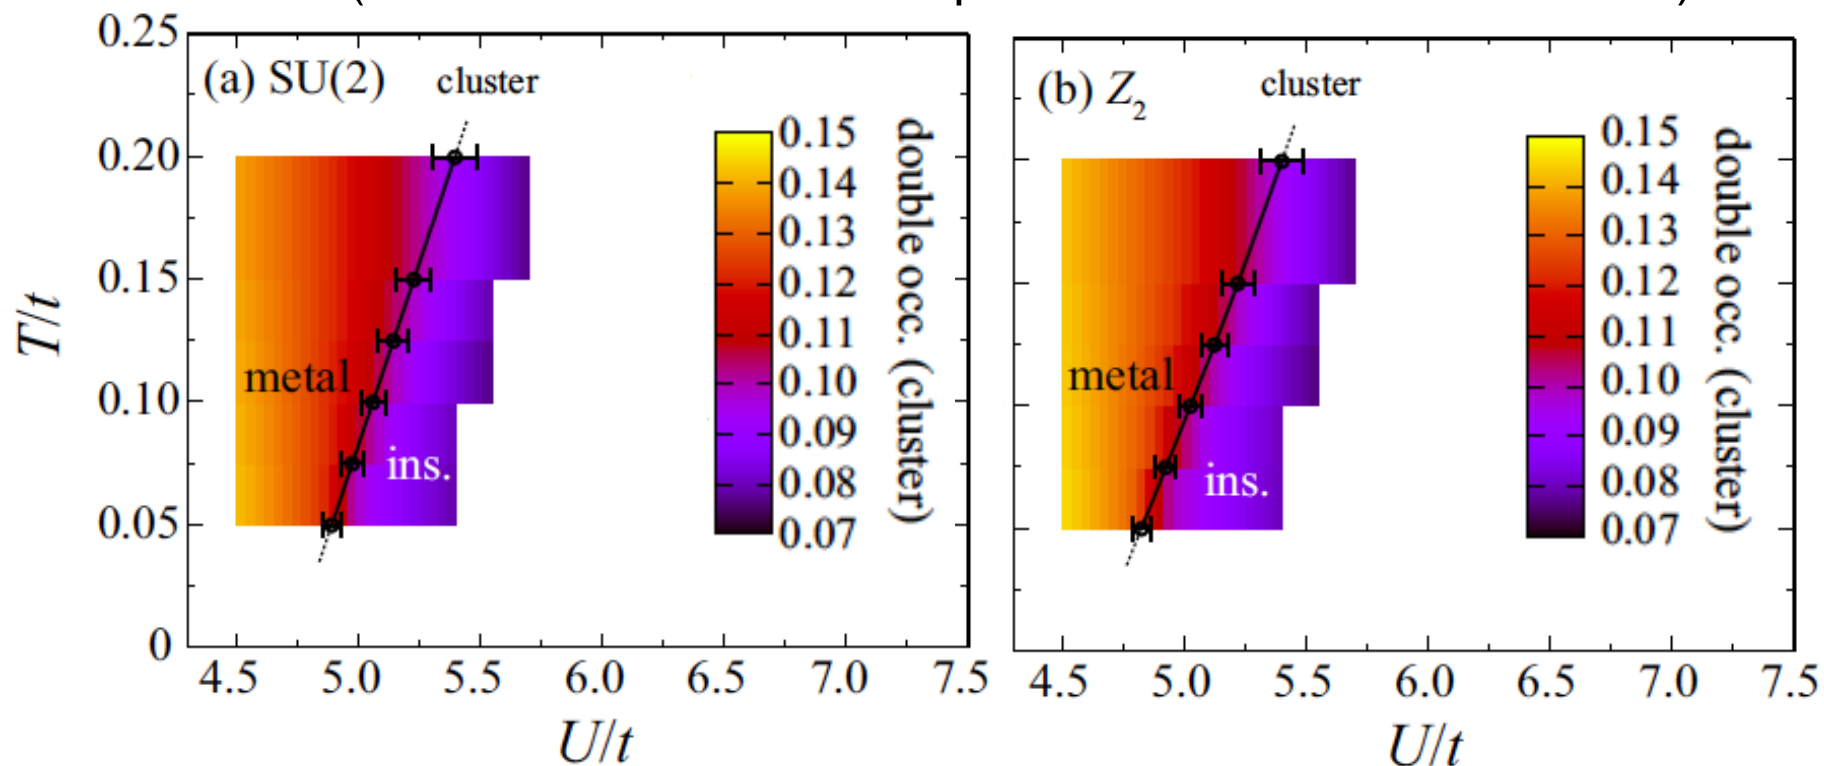 (a) SU(2)
cluster
0.25
0.20
0.15
0.10
0.05
0
T/t
metal
ins.
0.15
0.14
0.13
0.12
0.11
0.10
0.09
0.08
0.07
double occ. (cluster)
4.5 5.0 5.5 6.0 6.5 7.0 7.5
U/t
(b) Z2
cluster
metal
ins.
0.15
0.14
0.13
0.12
0.11
0.10
0.09
0.08
0.07
double occ. (cluster)
4.5 5.0 5.5 6.0 6.5 7.0 7.5
U/t